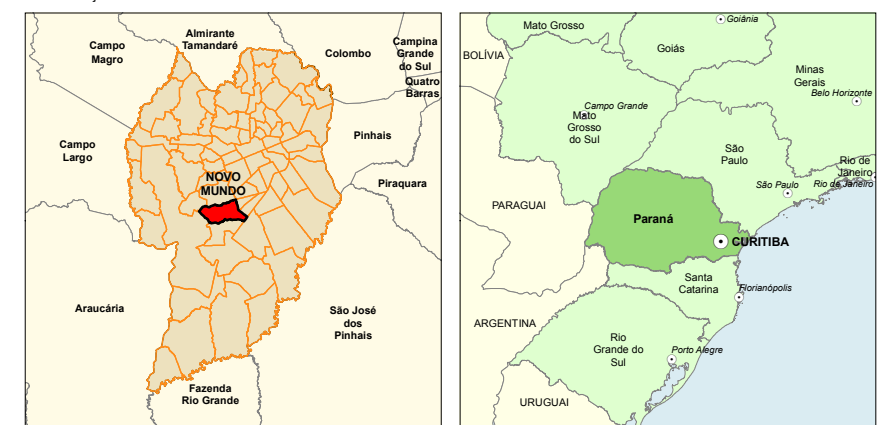 Almirante
Tamandaré
Campo
Magro
Colombo
Campina
Grande
do Sul
Quatro
Barras
Pinhais
Campo
Largo
Piraquara
NOVO
MUNDO
Araucária
São José
dos
Pinhais
Fazenda
Rio Grande
Mato Grosso
Goiânia
BOLÍVIA
Goiás
Minas
Gerais
Belo Horizonte
Campo Grande
Mato
Grosso
do Sul
São
Paulo
Rio de
Janeiro
São Paulo
Rio de Janeiro
PARAGUAI
Paraná
CURITIBA
Santa
Catarina
Florianópolis
ARGENTINA
Rio
Grande do
Sul
Porto Alegre
URUGUAI